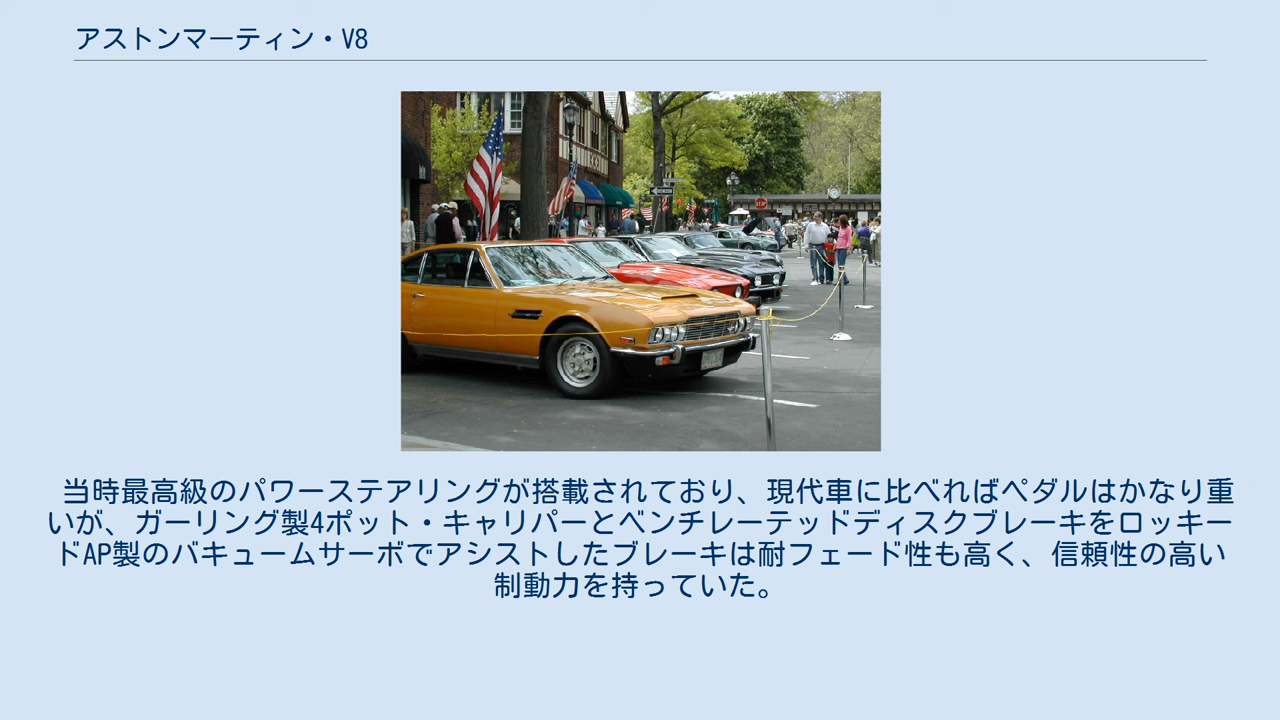 アストンマーティン・V8
当時最高級のパワーステアリングが搭載されており、現代車に比べればペダルはかなり重
いが、ガーリング製4ポット・キャリパーとベンチレーテッドディスクブレーキをロッキー
ドAP製のバキュームサーボでアシストしたブレーキは耐フェード性も高く、信頼性の高い
制動力を持っていた。